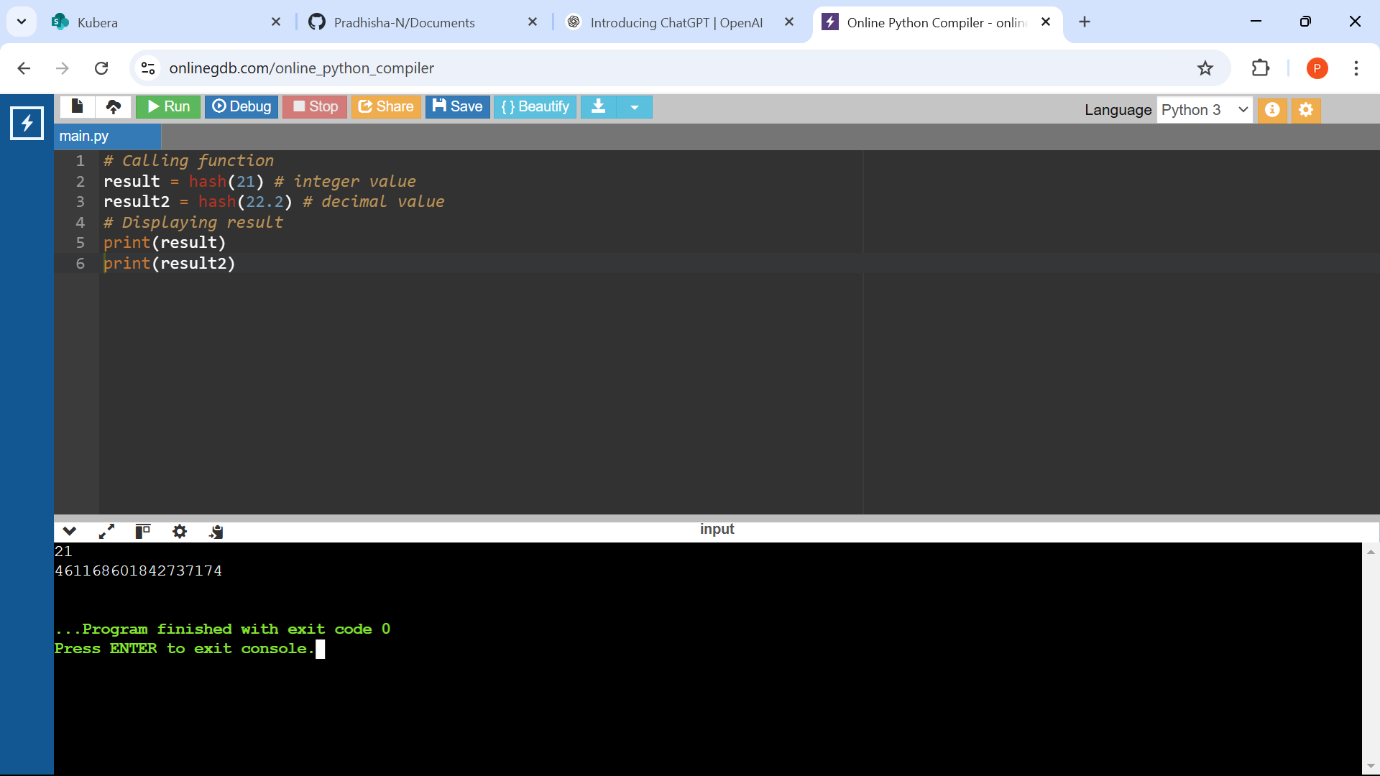 Kubera
Pradhisha-N/Documents
Introducing ChatGPT | OpenAI
Online Python Compiler - onlin
onlinegdb.com/online_python_compiler
P
Run Debug Stop Share Save { } Beautify
Language Python 3
main.py
1 # Calling function
2 result = hash(21) # integer value
3 result2 = hash(22.2) # decimal value
4 # Displaying result
5 print(result)
6 print(result2)
input
21
461168601842737174
...Program finished with exit code 0
Press ENTER to exit console.